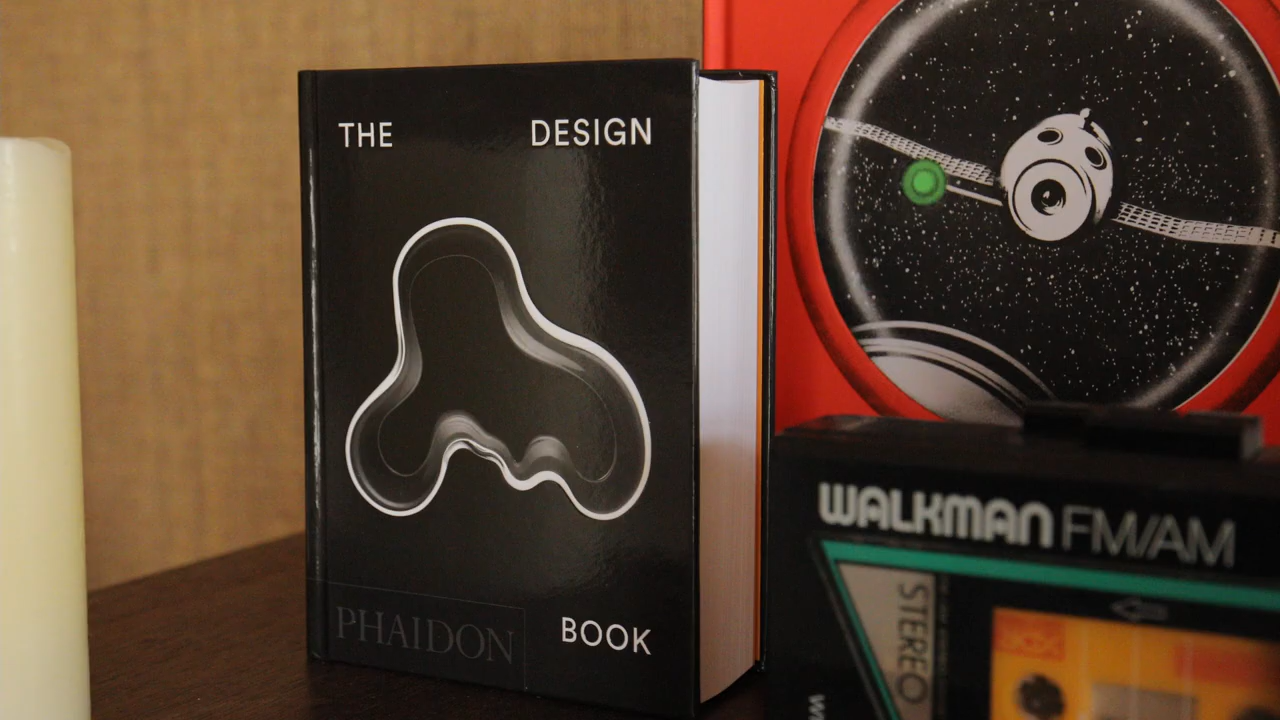 THE DESIGN
PHAIDON
BOOK
WALKMAN FM/AM
STEREO